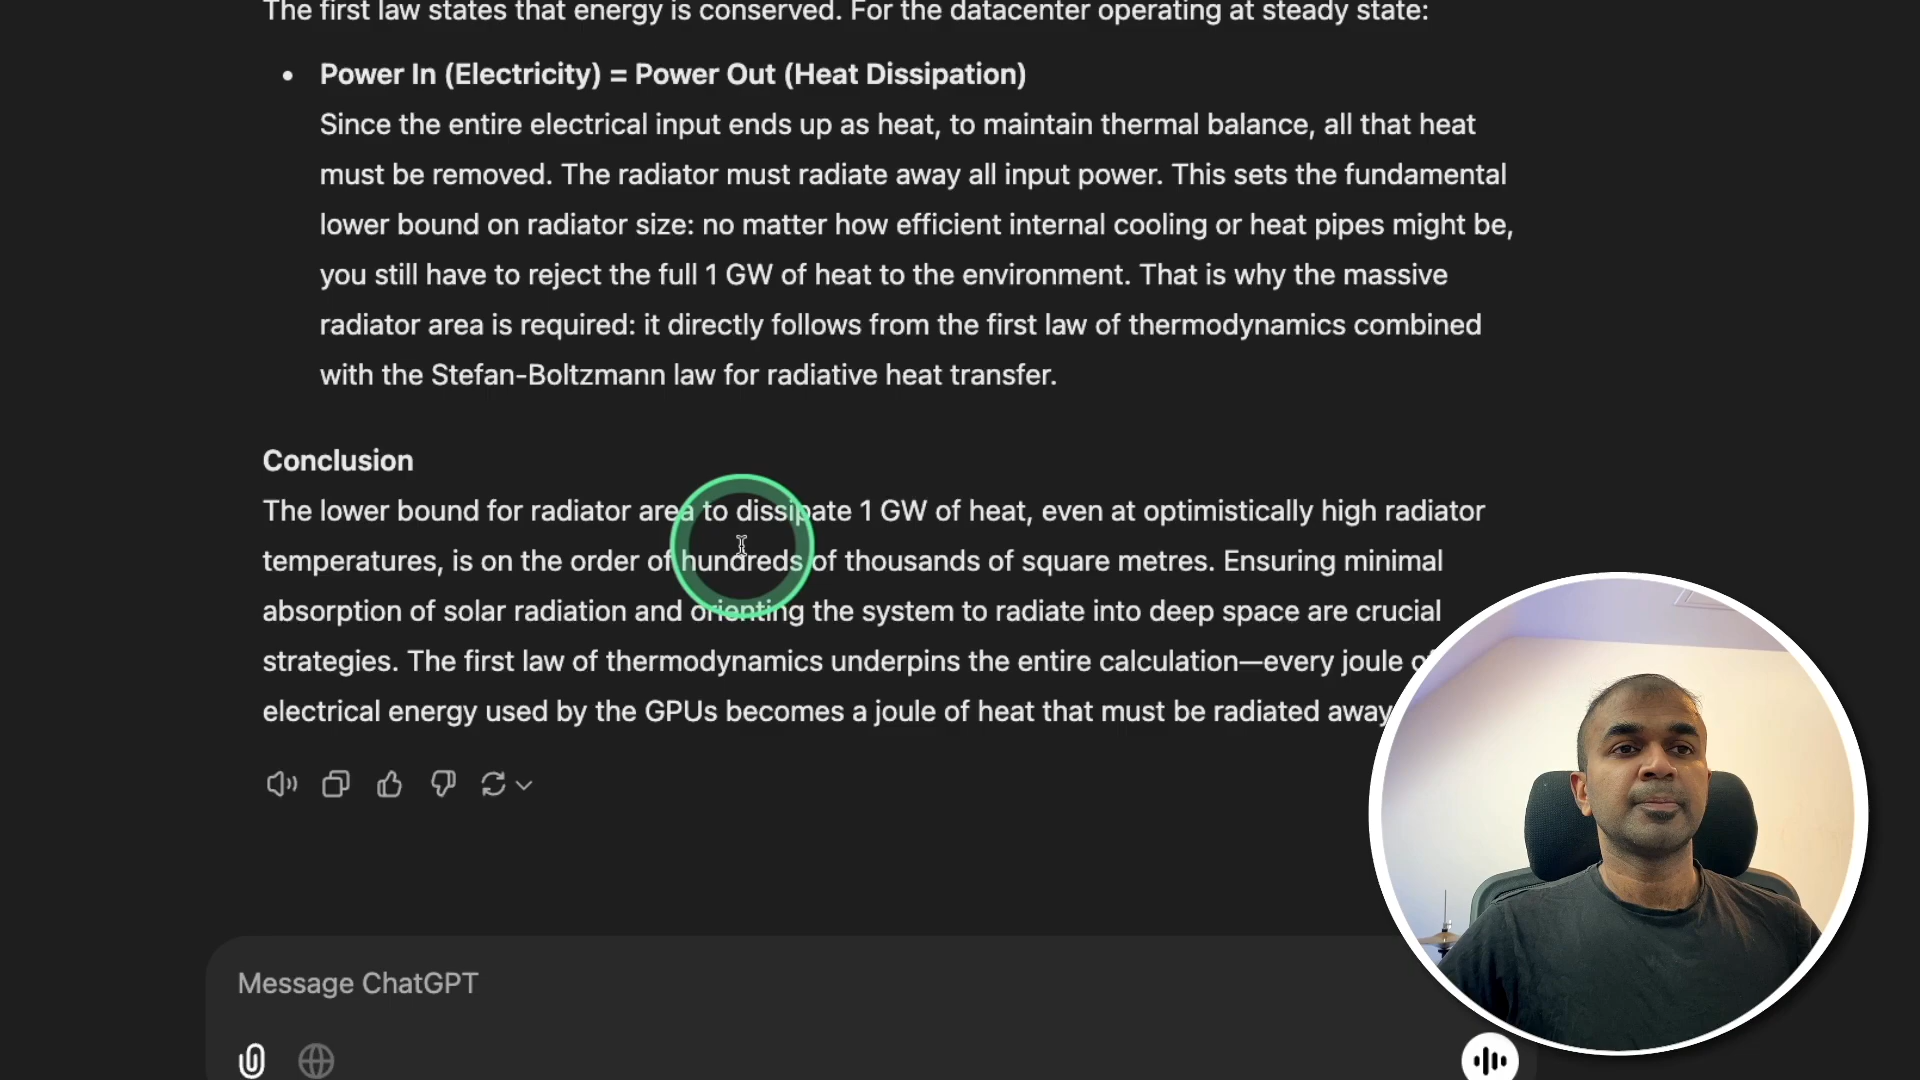 The first law states that energy is conserved. For the datacenter operating at steady state:
• Power In (Electricity) = Power Out (Heat Dissipation)
Since the entire electrical input ends up as heat, to maintain thermal balance, all that heat
must be removed. The radiator must radiate away all input power. This sets the fundamental
lower bound on radiator size: no matter how efficient internal cooling or heat pipes might be,
you still have to reject the full 1 GW of heat to the environment. That is why the massive
radiator area is required: it directly follows from the first law of thermodynamics combined
with the Stefan-Boltzmann law for radiative heat transfer.
Conclusion
The lower bound for radiator area to dissipate 1 GW of heat, even at optimistically high radiator
temperatures, is on the order of hundreds of thousands of square metres. Ensuring minimal
absorption of solar radiation and orienting the system to radiate into deep space are crucial
strategies. The first law of thermodynamics underpins the entire calculation—every joule of
electrical energy used by the GPUs becomes a joule of heat that must be radiated away
Message ChatGPT